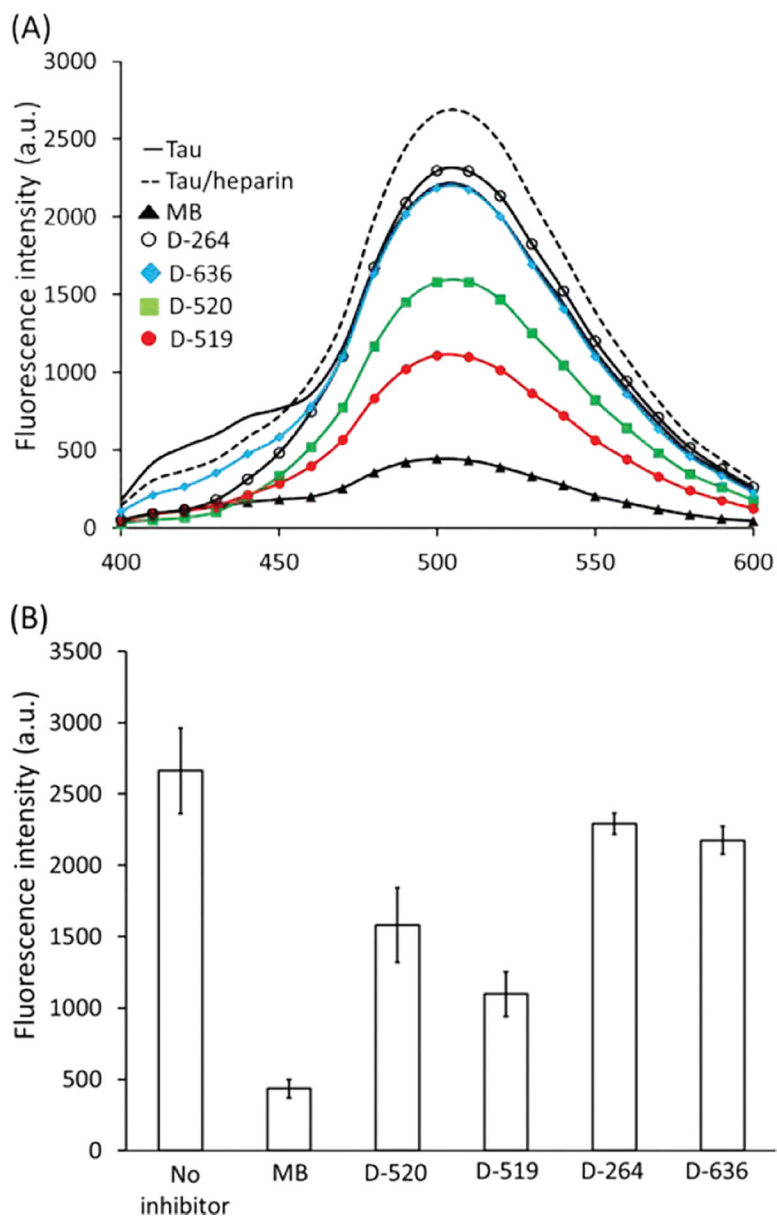 (A)
Fluorescence intensity (a.u.)
3000
2500
2000
1500
1000
500
0
Tau
Tau/heparin
MB
D-264
D-636
D-520
D-519
400 450 500 550 600
(B)
Fluorescence intensity (a.u.)
3500
3000
2500
2000
1500
1000
500
0
No inhibitor MB D-520 D-519 D-264 D-636